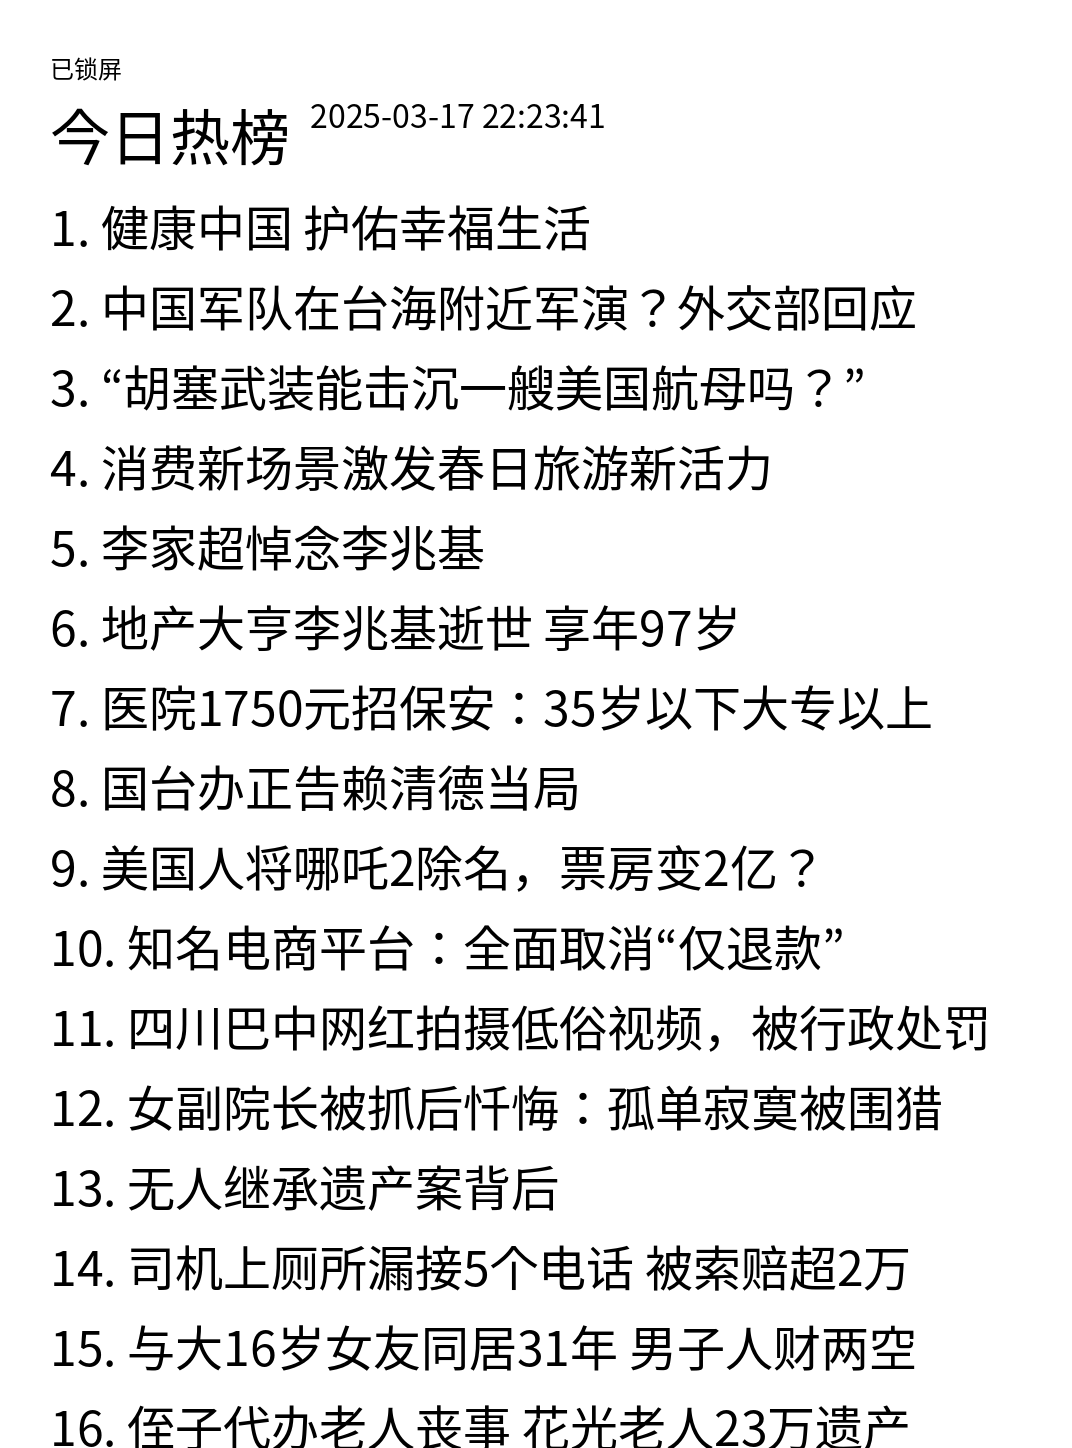 已锁屏
今日热榜 2025-03-17 22:23:41
1. 健康中国 护佑幸福生活
2. 中国军队在台海附近军演？外交部回应
3. “胡塞武装能击沉一艘美国航母吗？”
4. 消费新场景激发春日旅游新活力
5. 李家超悼念李兆基
6. 地产大亨李兆基逝世 享年97岁
7. 医院1750元招保安：35岁以下大专以上
8. 国台办正告赖清德当局
9. 美国人将哪吒2除名，票房变2亿？
10. 知名电商平台：全面取消“仅退款”
11. 四川巴中网红拍摄低俗视频，被行政处罚
12. 女副院长被抓后忏悔：孤单寂寞被围猎
13. 无人继承遗产案背后
14. 司机上厕所漏接5个电话 被索赔超2万
15. 与大16岁女友同居31年 男子人财两空
16. 侄子代办老人丧事 花光老人23万遗产